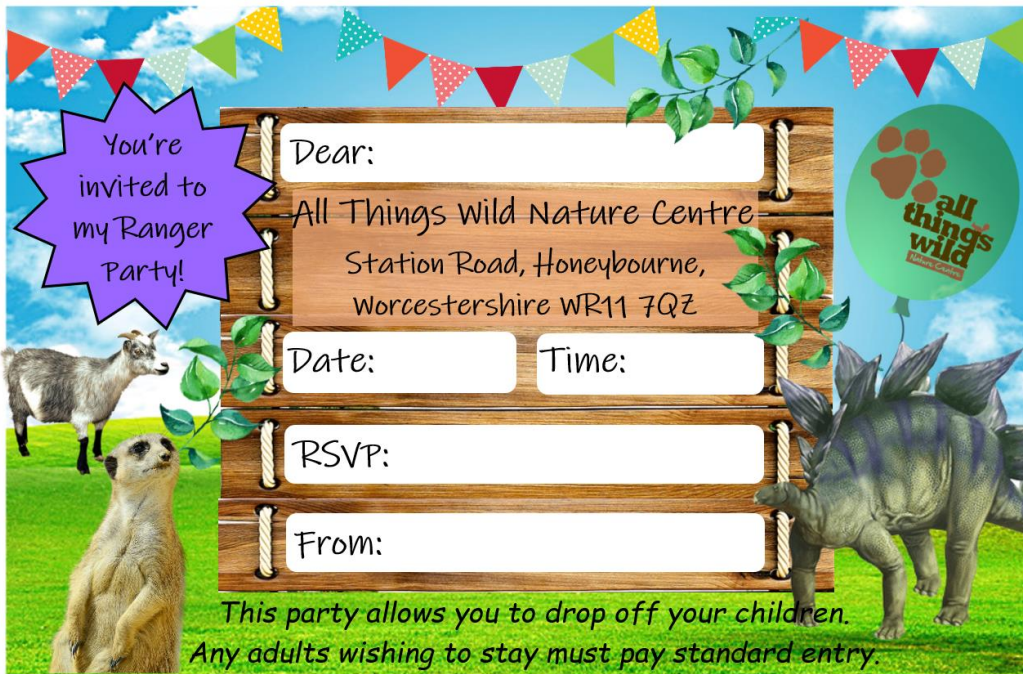 You're
invited to
my Ranger
Party!
Dear:
All Things Wild Nature Centre
Station Road, Honeybourne,
Worcestershire WR11 7QZ
Date:
Time:
RSVP:
From:
all
things
wild
Nature Centre
This party allows you to drop off your children.
Any adults wishing to stay must pay standard entry.